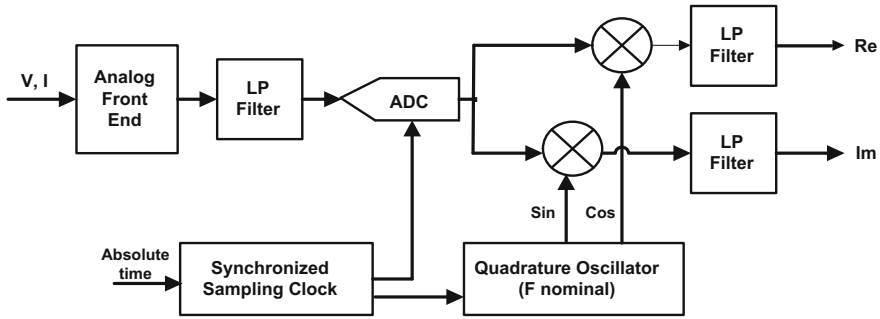 V, I
Analog
Front
End
LP
Filter
ADC
LP
Filter
Re
LP
Filter
Im
Sin
Cos
Absolute
time
Synchronized
Sampling Clock
Quadrature Oscillator
(F nominal)